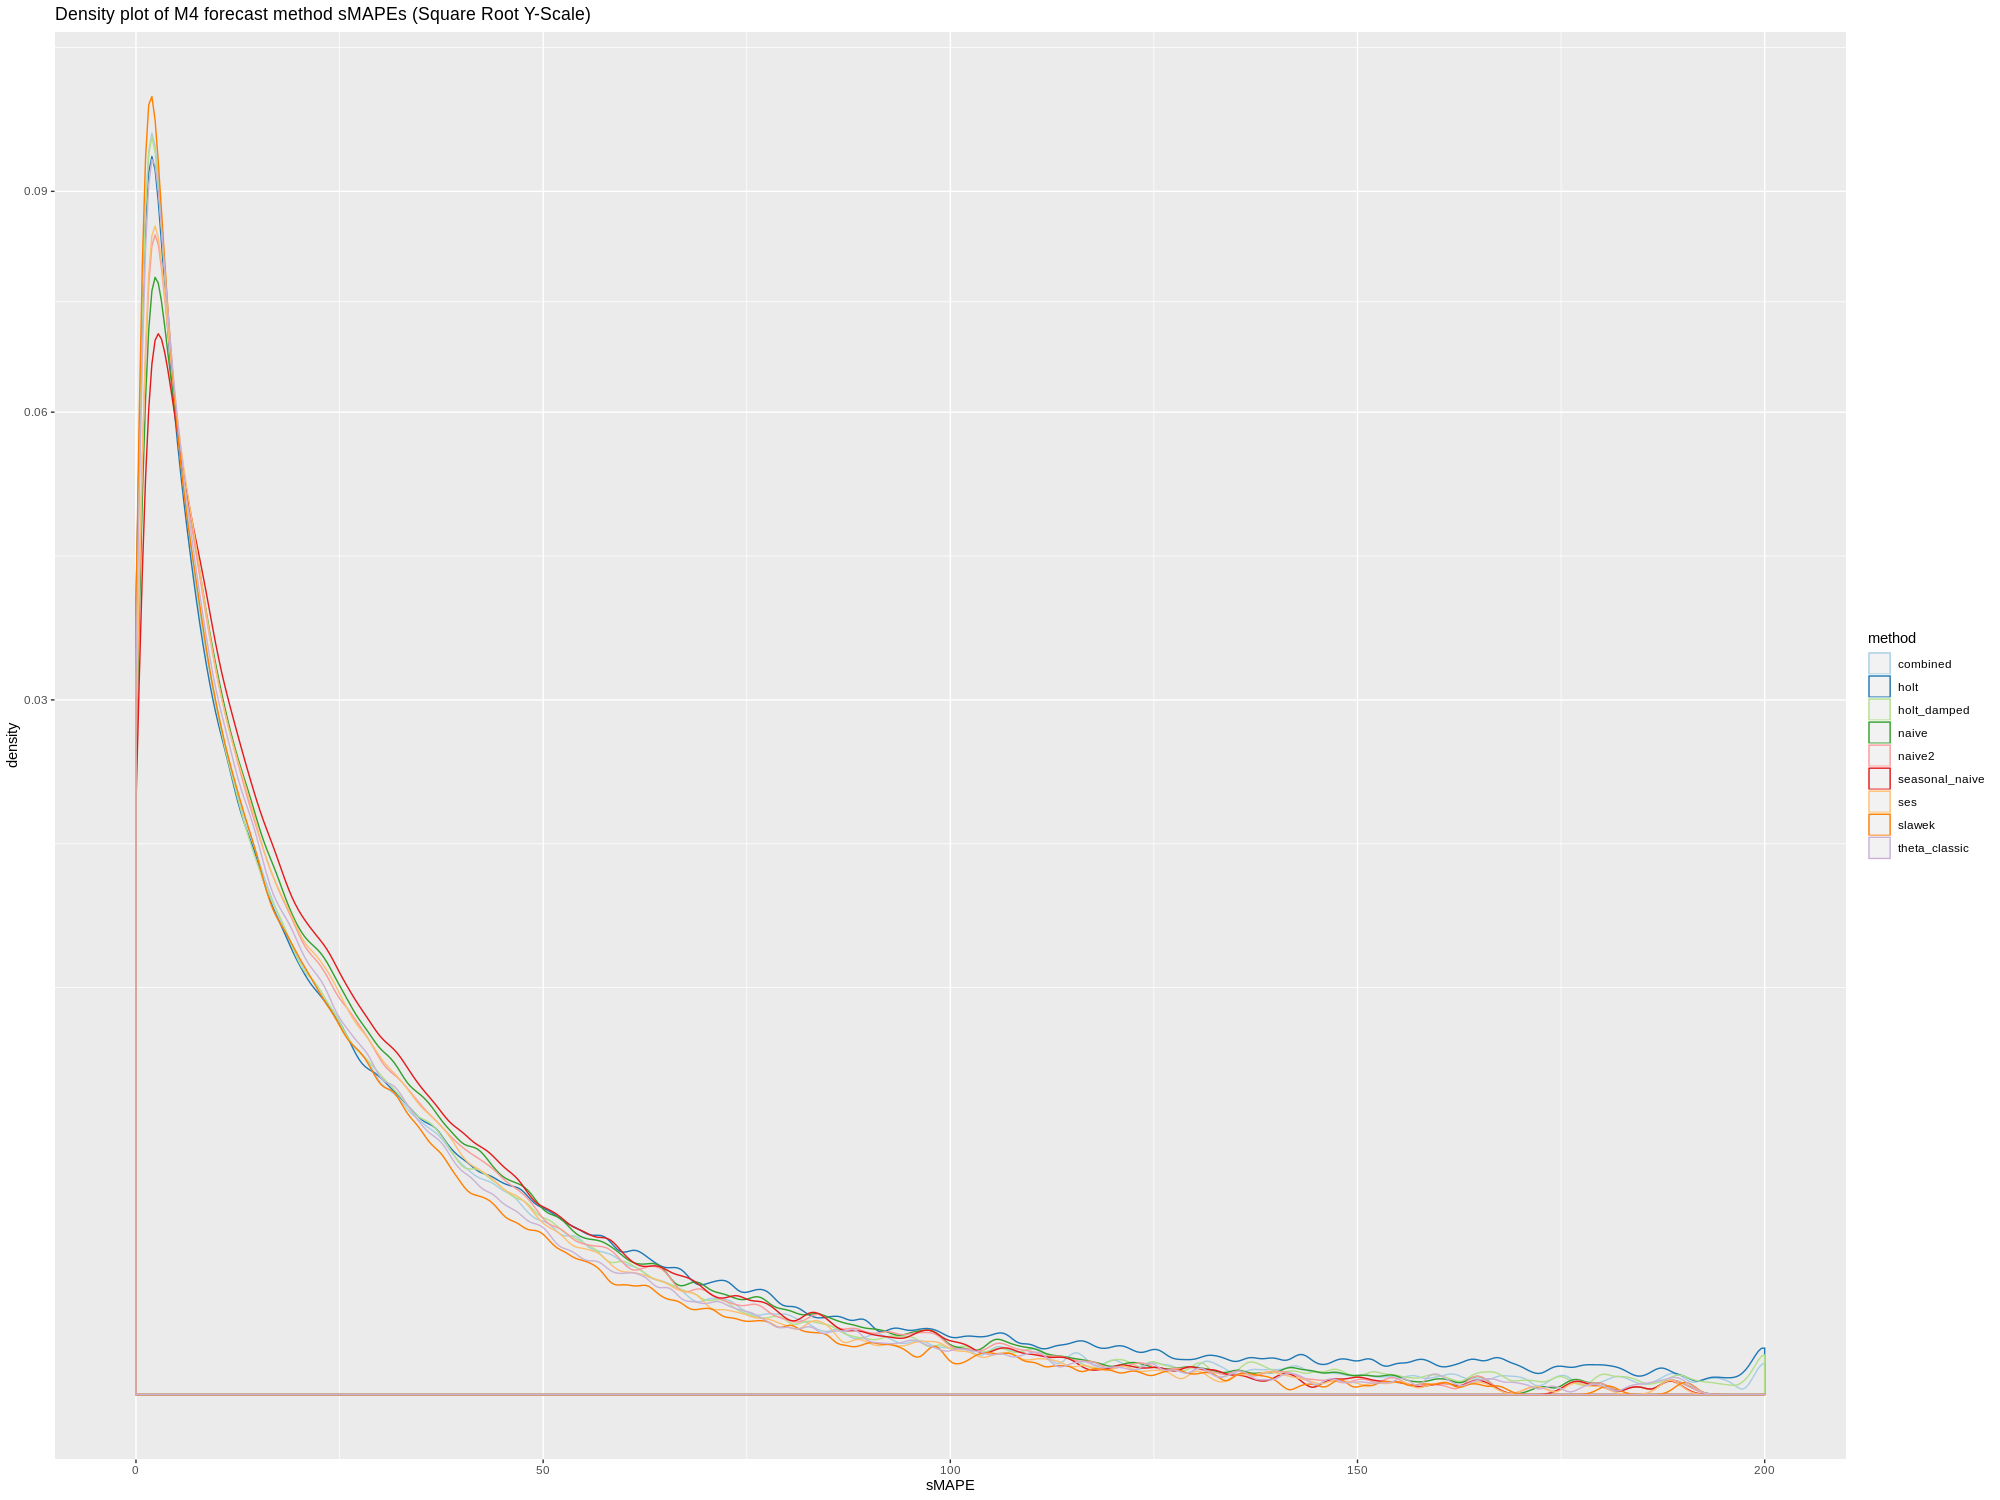 Density plot of M4 forecast method sMAPEs (Square Root Y-Scale)
0.09
0.06
0.03
density
0
50
100
150
200
sMAPE
method
combined
holt
holt_damped
naive
naive2
seasonal_naive
ses
slawek
theta_classic